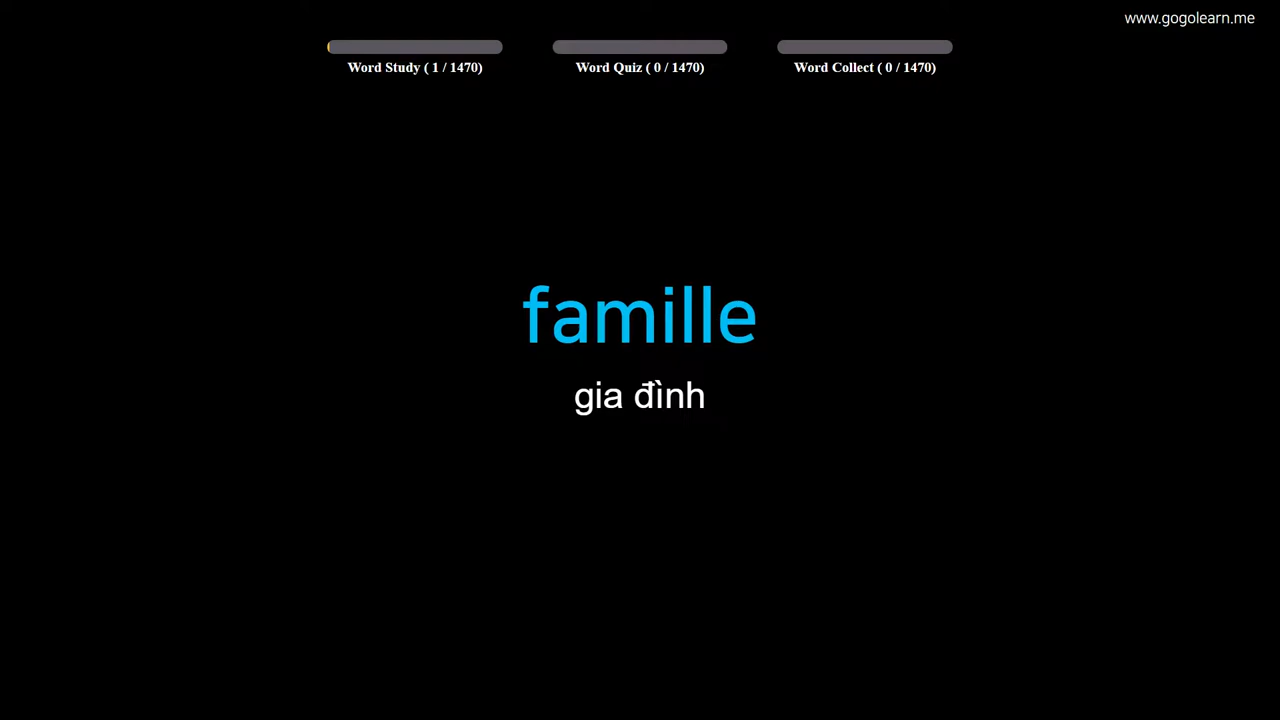 www.gogolearn.me
Word Study ( 1 / 1470)
Word Quiz ( 0 / 1470)
Word Collect ( 0 / 1470)
famille
gia đình